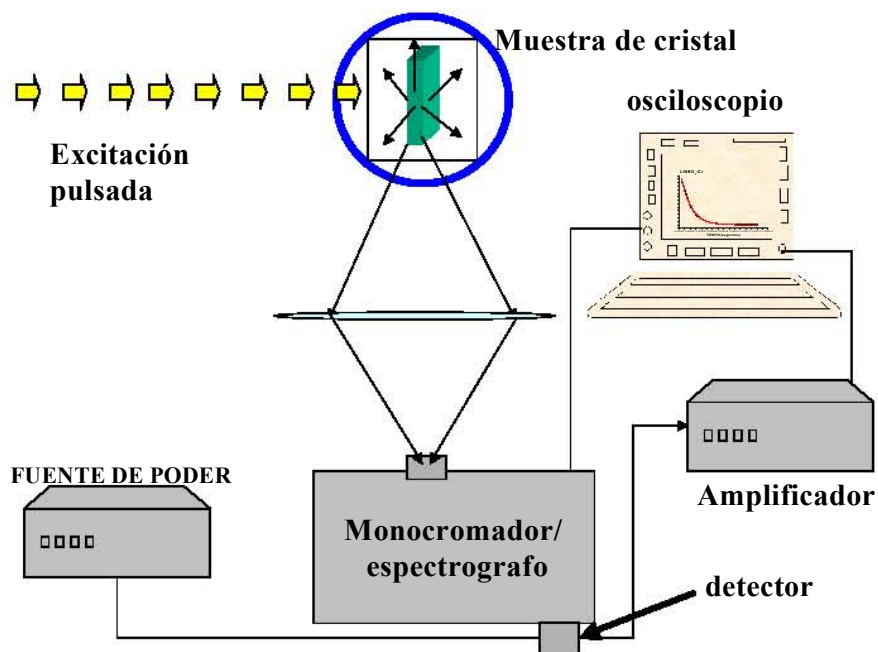 Muestra de cristal
osciloscopio
Excitación
pulsada
FUENTE DE PODER
Amplificador
Monocromador/
espectrografo
detector